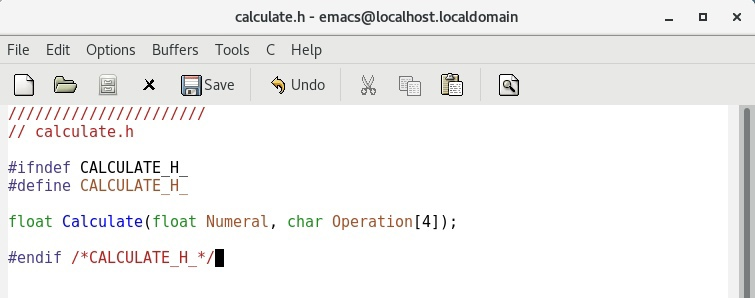 calculate.h - emacs@localhost.localdomain
File Edit Options Buffers Tools C Help
Save Undo
//////////////////////
// calculate.h
#ifndef CALCULATE_H_
#define CALCULATE_H_
float Calculate(float Numeral, char Operation[4]);
#endif /*CALCULATE_H_*/